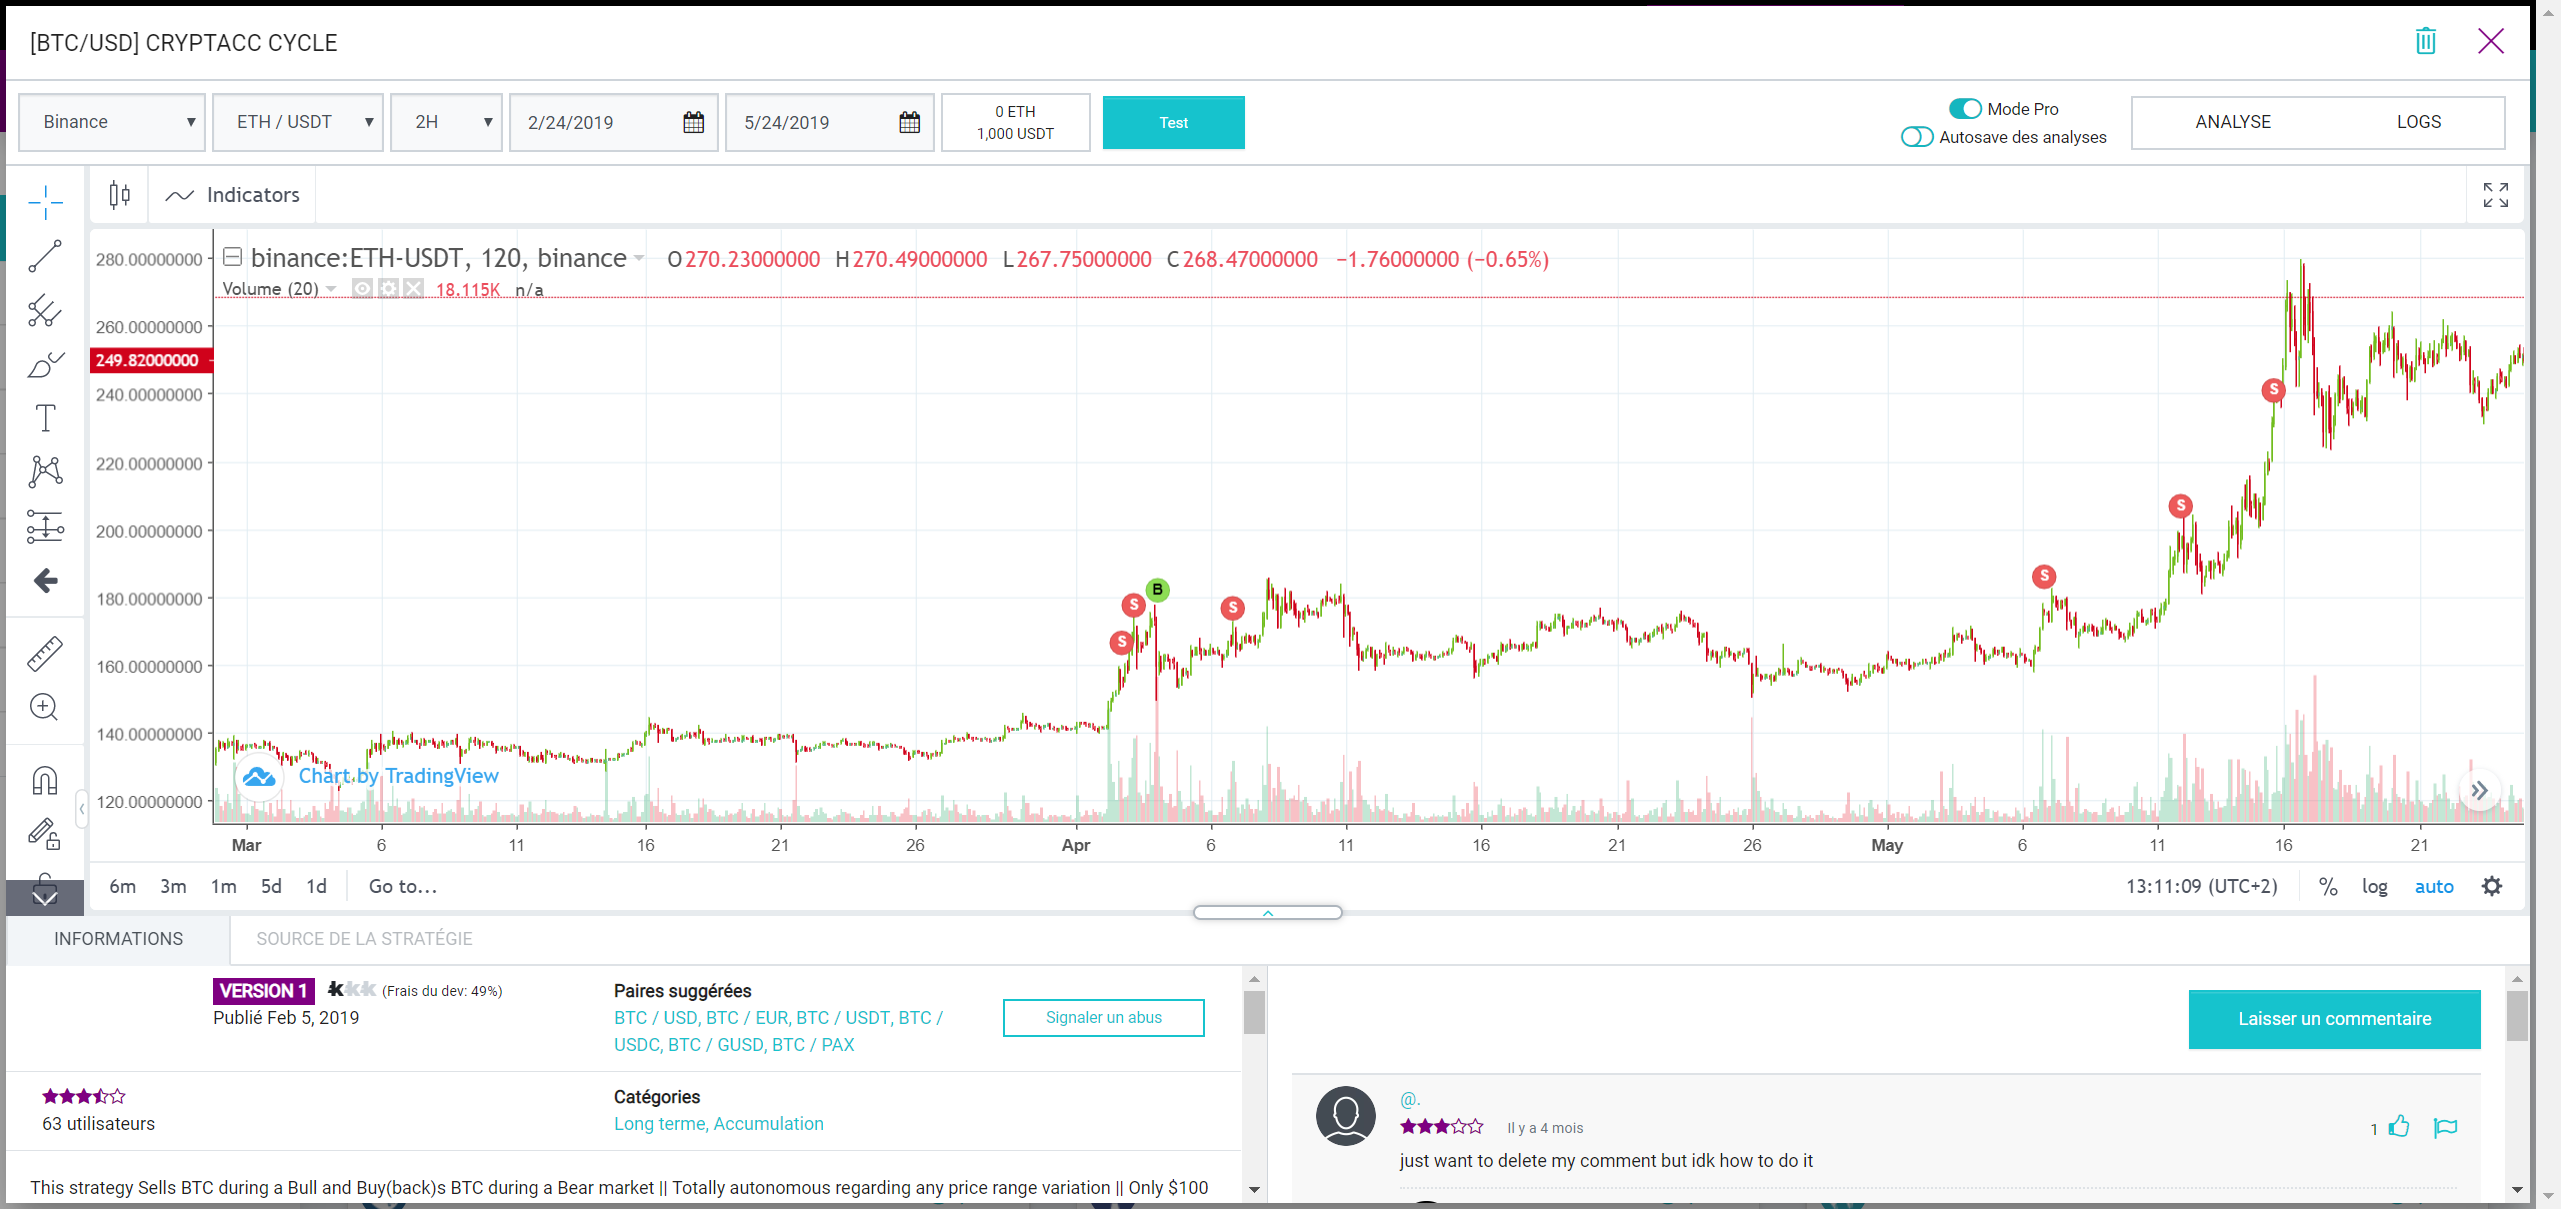 [BTC/USD] CRYPTACC CYCLE
Binance ETH / USDT 2H 2/24/2019 5/24/2019 0 ETH
1,000 USDT
Test
Mode Pro
Autosave des analyses
ANALYSE LOGS
Indicators
binance:ETH-USDT, 120, binance O270.23000000 H270.49000000 L267.75000000 C268.47000000 −1.76000000 (−0.65%)
Volume (20) 18.115K n/a
280.00000000
260.00000000
249.82000000
240.00000000
220.00000000
200.00000000
180.00000000
160.00000000
140.00000000
120.00000000
S
S
B
S
S
S
S
Chart by TradingView
Mar 6 11 16 21 26 Apr 6 11 16 21 26 May 6 11 16 21
6m 3m 1m 5d 1d Go to... 13:11:09 (UTC+2) % log auto
INFORMATIONS SOURCE DE LA STRATÉGIE
VERSION 1 (Frais du dev: 49%)
Publié Feb 5, 2019
Paires suggérées
BTC / USD, BTC / EUR, BTC / USDT, BTC /
USDC, BTC / GUSD, BTC / PAX
Signaler un abus
63 utilisateurs
Catégories
Long terme, Accumulation
This strategy Sells BTC during a Bull and Buy(back)s BTC during a Bear market || Totally autonomous regarding any price range variation || Only $100
Laisser un commentaire
@.
Il y a 4 mois
1
just want to delete my comment but idk how to do it